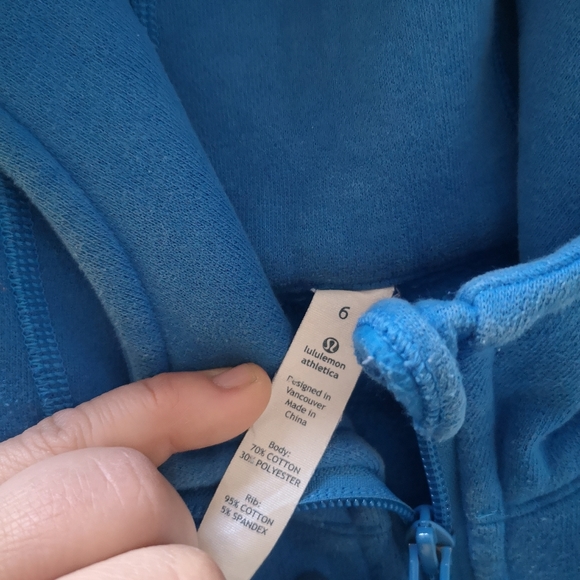 6
lululemon
athletica
Designed in
Vancouver
Made in
China
Body:
70% COTTON
30% POLYESTER
Rib:
95% COTTON
5% SPANDEX